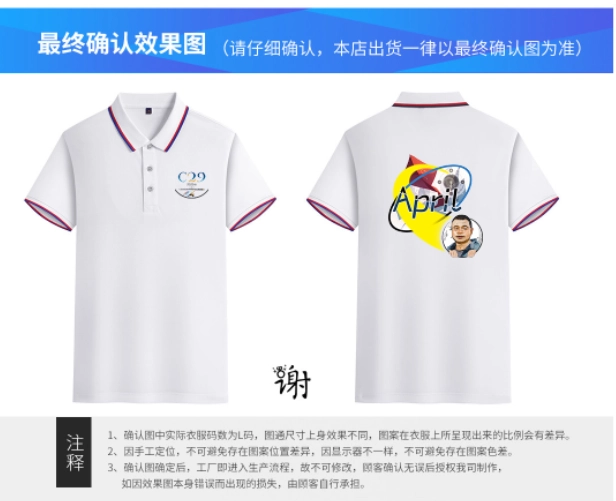 最终确认效果图（请仔细确认，本店出货一律以最终确认图为准）
C29
April
谢
注释
1、确认图中实际衣服码数为L码，图通尺寸上身效果不同，图案在衣服上所呈现出来的比例会有差异。
2、因手工定位，不可避免存在图案位置差异，因显示器不一样，不可避免存在图案色差。
3、确认图确定后，工厂即进入生产流程，故不可修改，顾客确认无误后授权我司制作，
如因效果图本身错误而出现的损失，由顾客自行承担。